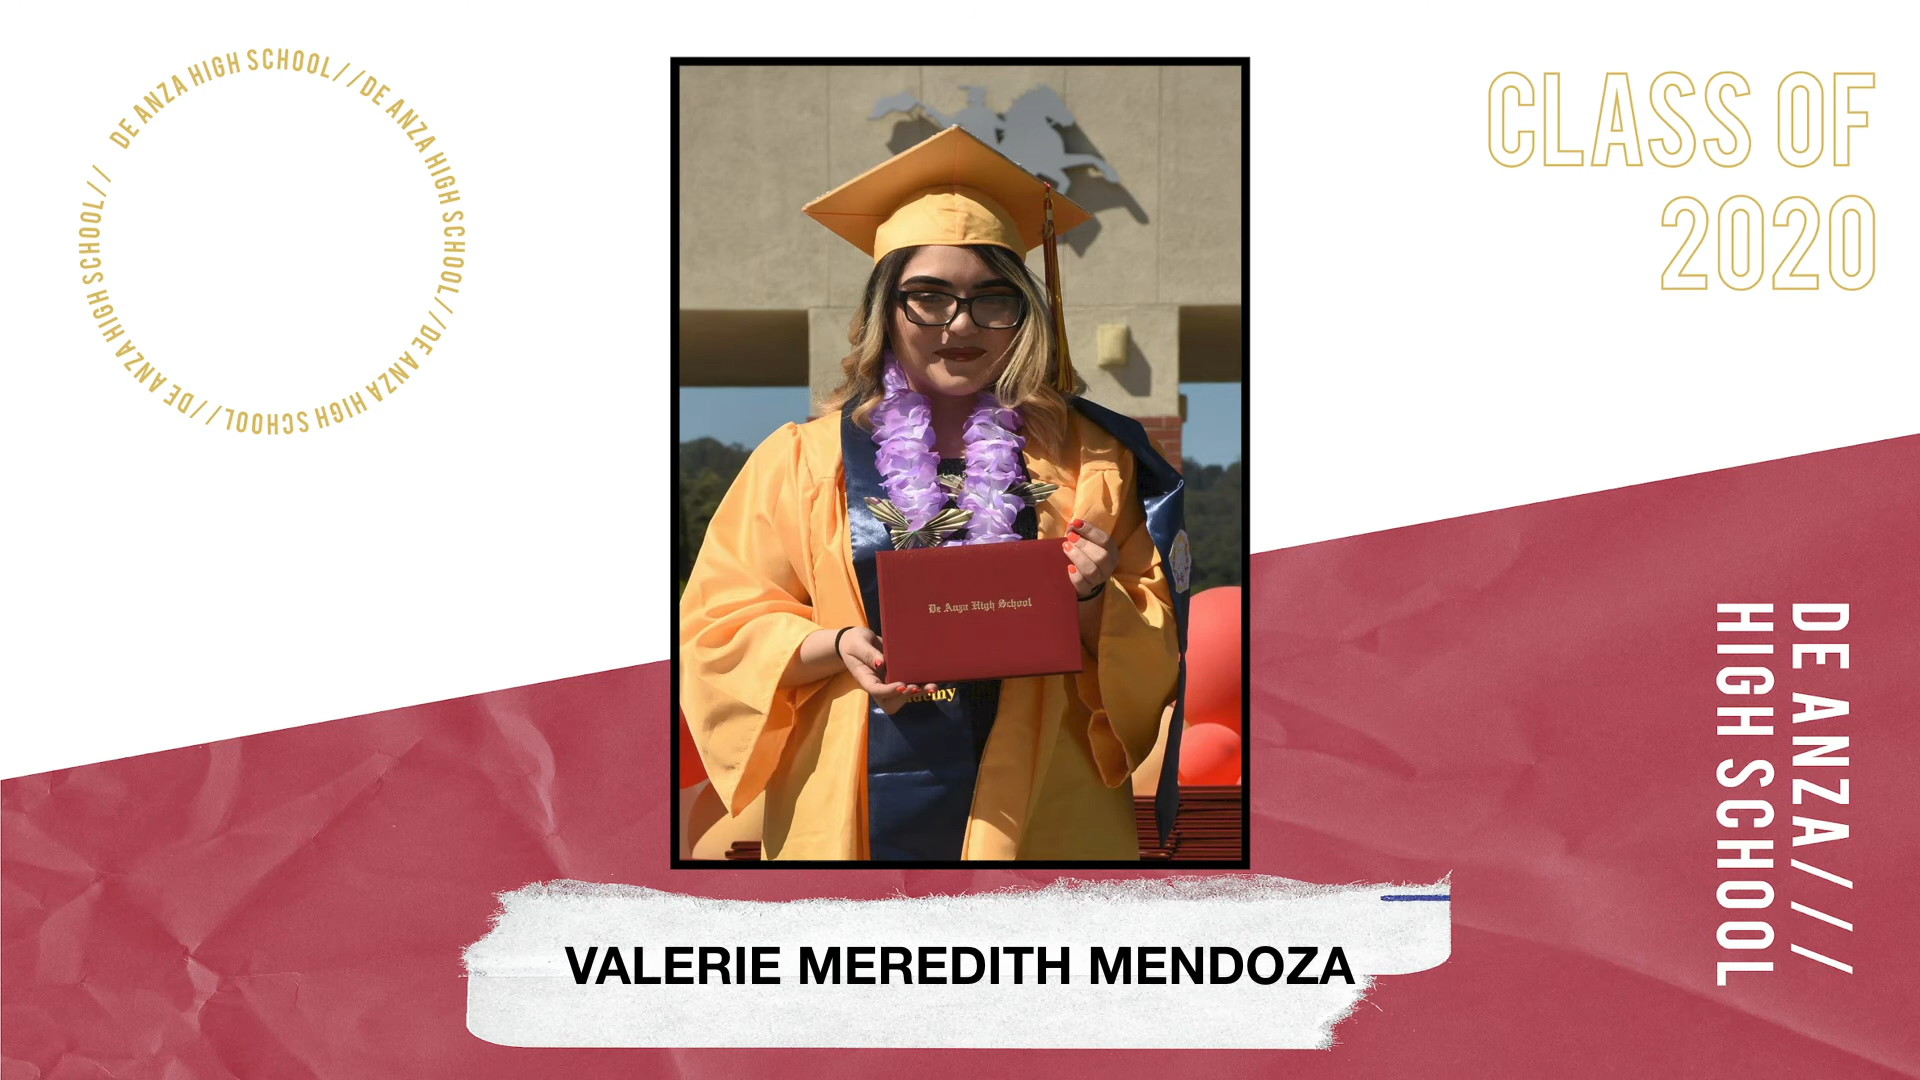 DE ANZA HIGH SCHOOL//DE ANZA HIGH SCHOOL//DE ANZA HIGH SCHOOL//DE ANZA HIGH SCHOOL//
CLASS OF
2020
De Anza High School
DE ANZA///
HIGH SCHOOL
VALERIE MEREDITH MENDOZA